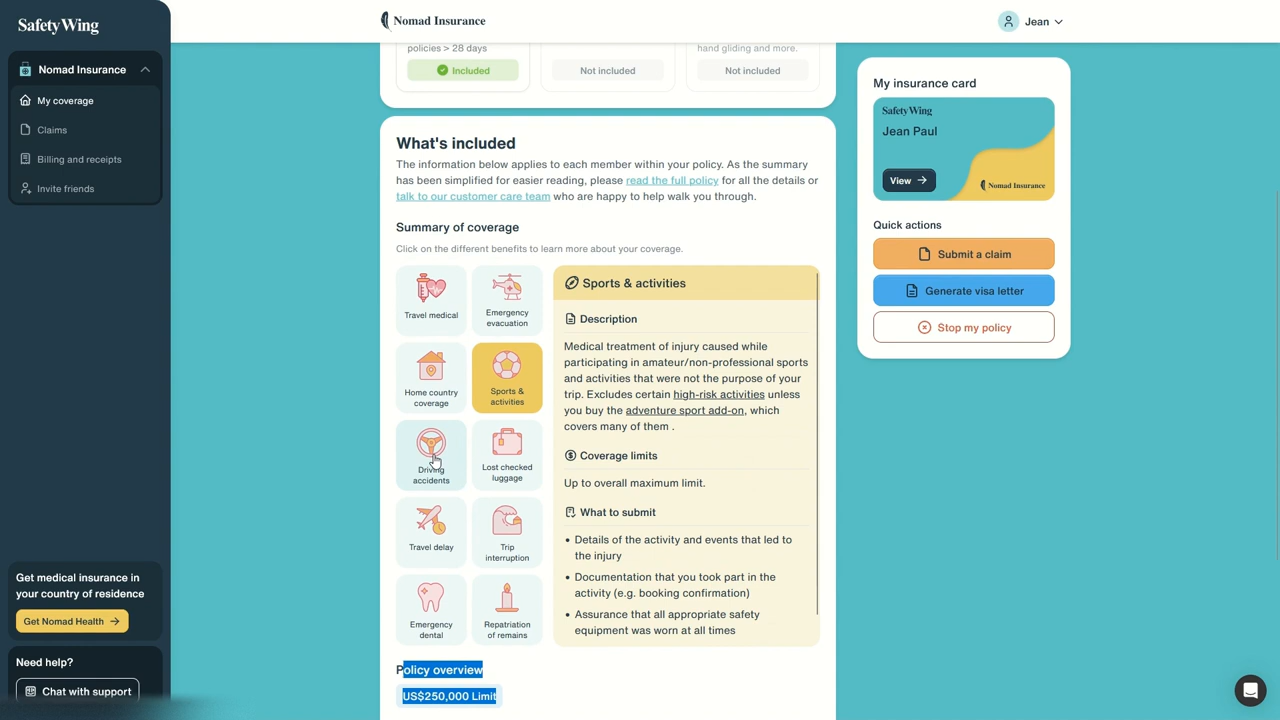 SafetyWing
Nomad Insurance
My coverage
Claims
Billing and receipts
Invite friends
Get medical insurance in
your country of residence
Get Nomad Health →
Need help?
Chat with support
Nomad Insurance
Jean
policies > 28 days
Included
Not included
hand gliding and more.
Not included
What's included
The information below applies to each member within your policy. As the summary
has been simplified for easier reading, please read the full policy for all the details or
talk to our customer care team who are happy to help walk you through.
Summary of coverage
Click on the different benefits to learn more about your coverage.
Travel medical
Emergency
evacuation
Home country
coverage
Sports &
activities
Driving
accidents
Lost checked
luggage
Travel delay
Trip
interruption
Emergency
dental
Repatriation
of remains
Sports & activities
Description
Medical treatment of injury caused while
participating in amateur/non-professional sports
and activities that were not the purpose of your
trip. Excludes certain high-risk activities unless
you buy the adventure sport add-on, which
covers many of them .
Coverage limits
Up to overall maximum limit.
What to submit
• Details of the activity and events that led to
the injury
• Documentation that you took part in the
activity (e.g. booking confirmation)
• Assurance that all appropriate safety
equipment was worn at all times
Policy overview
US$250,000 Limit
My insurance card
SafetyWing
Jean Paul
View →
Nomad Insurance
Quick actions
Submit a claim
Generate visa letter
Stop my policy